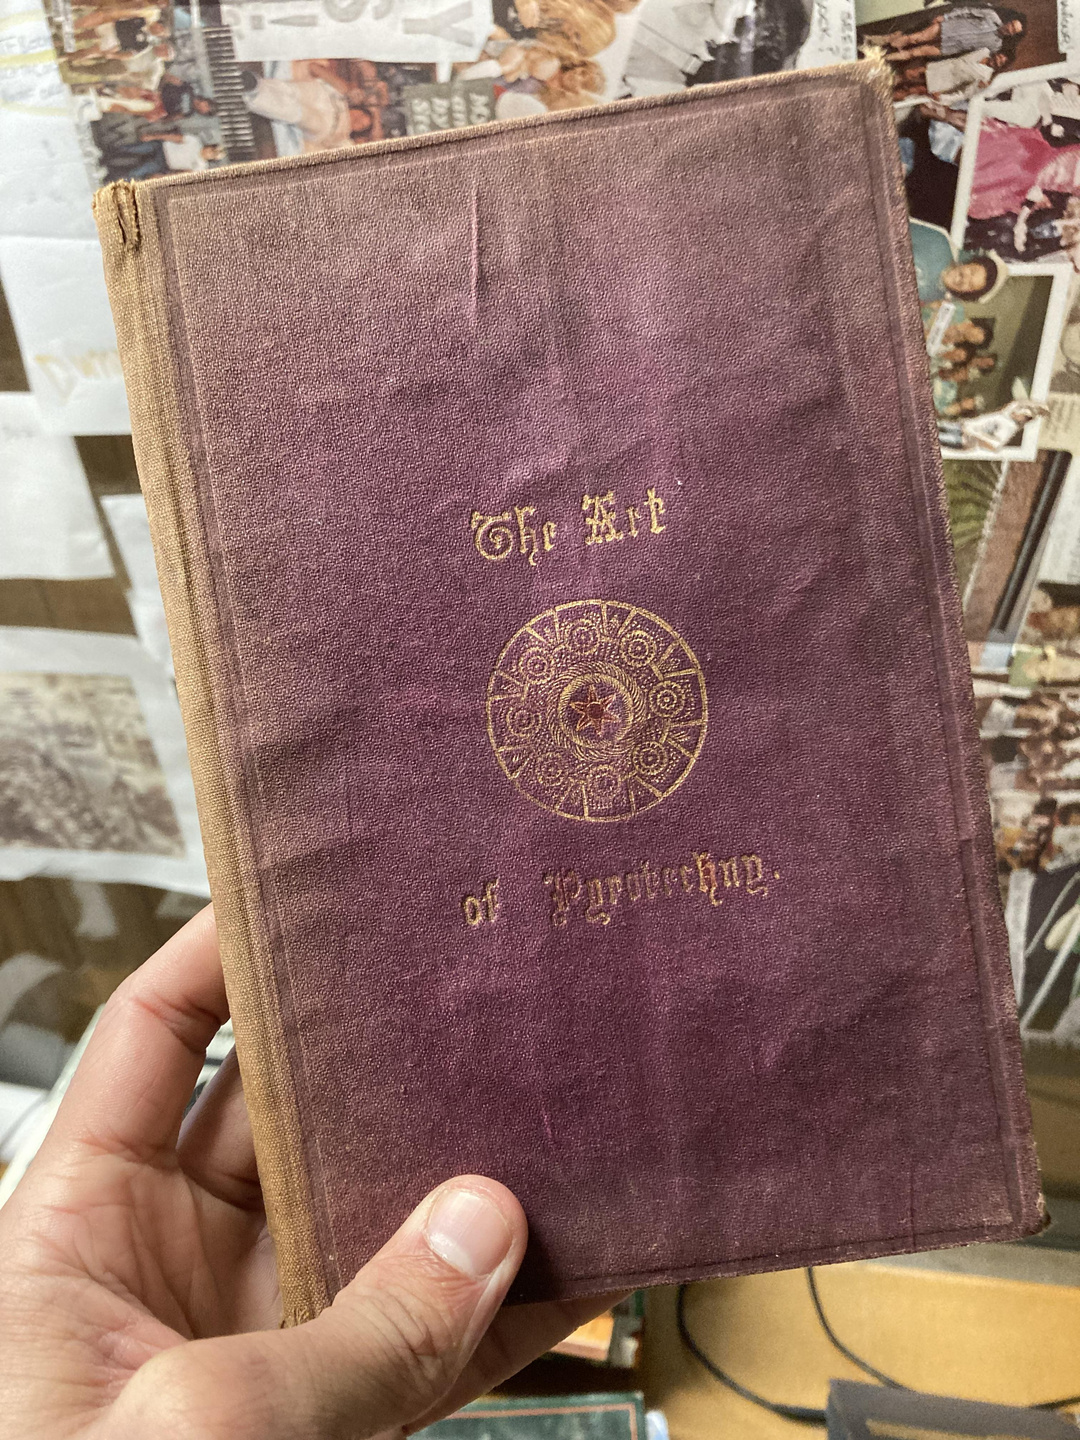 The Art
of Pyrotechny.